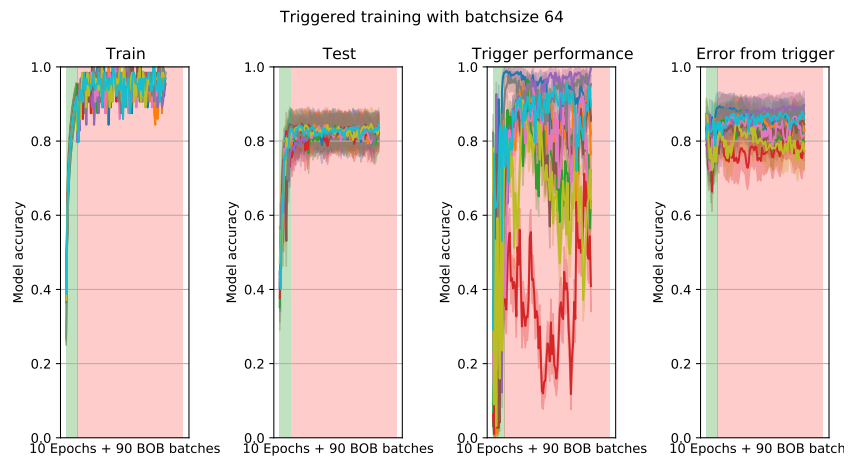 Triggered training with batchsize 64
Train
Test
Trigger performance
Error from trigger
Model accuracy
1.0
0.8
0.6
0.4
0.2
0.0
10 Epochs + 90 BOB batches
Model accuracy
1.0
0.8
0.6
0.4
0.2
0.0
10 Epochs + 90 BOB batches
Model accuracy
1.0
0.8
0.6
0.4
0.2
0.0
10 Epochs + 90 BOB batches
Model accuracy
1.0
0.8
0.6
0.4
0.2
0.0
10 Epochs + 90 BOB batch